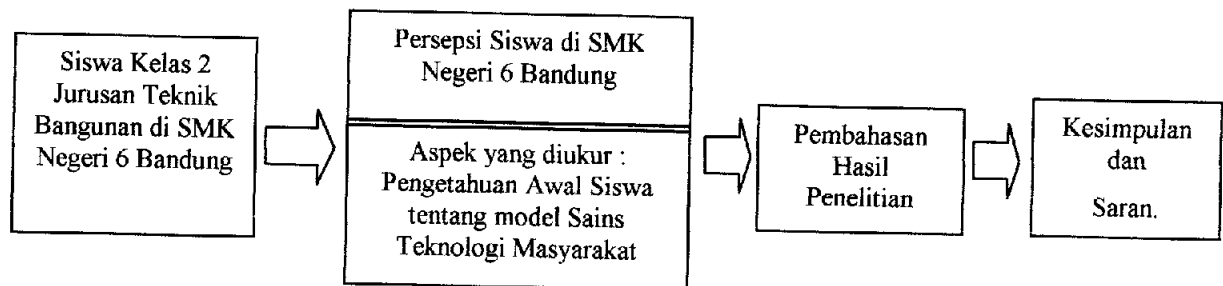 Siswa Kelas 2
Jurusan Teknik
Bangunan di SMK
Negeri 6 Bandung
Persepsi Siswa di SMK
Negeri 6 Bandung
Aspek yang diukur :
Pengetahuan Awal Siswa
tentang model Sains
Teknologi Masyarakat
Pembahasan
Hasil
Penelitian
Kesimpulan
dan
Saran.